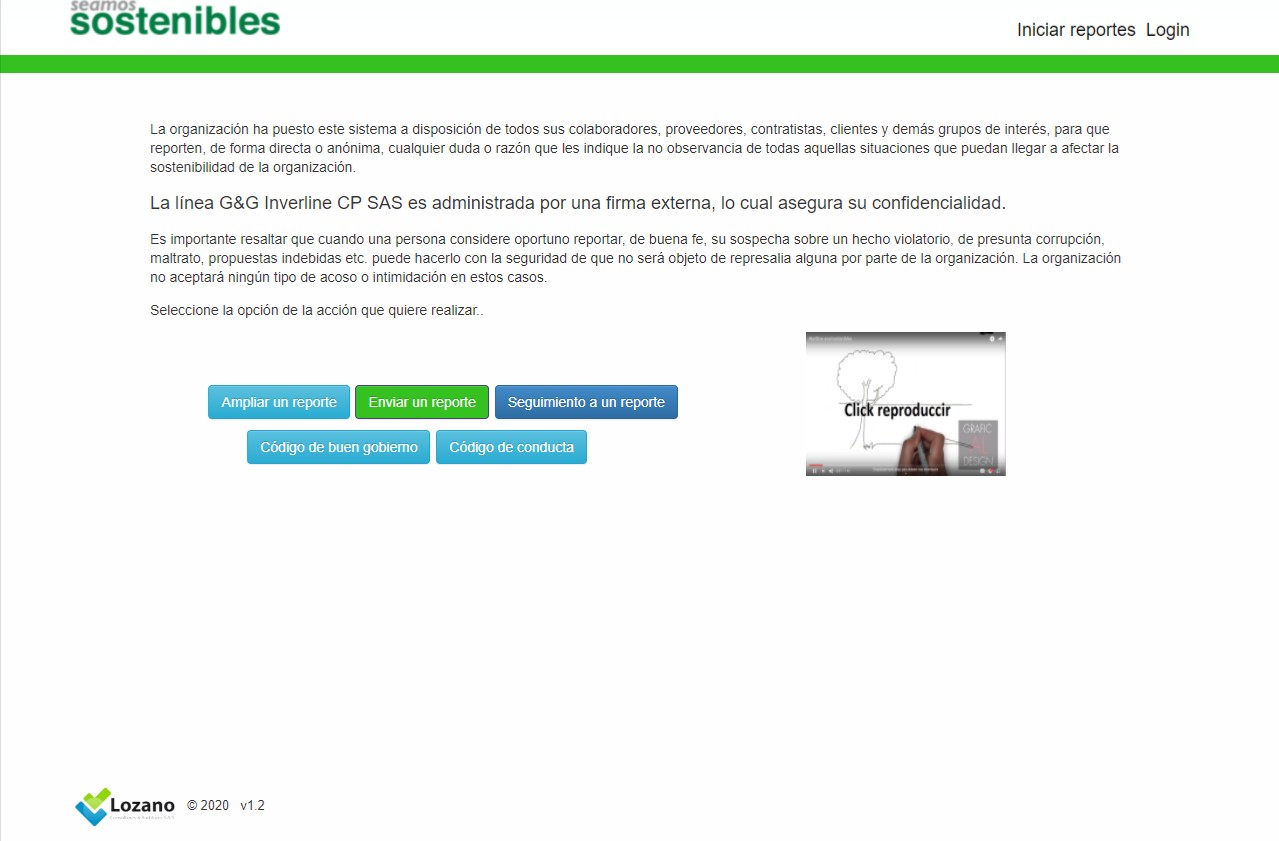 seamos
sostenibles
Iniciar reportes Login
La organización ha puesto este sistema a disposición de todos sus colaboradores, proveedores, contratistas, clientes y demás grupos de interés, para que
reporten, de forma directa o anónima, cualquier duda o razón que les indique la no observancia de todas aquellas situaciones que puedan llegar a afectar la
sostenibilidad de la organización.
La línea G&G Inverline CP SAS es administrada por una firma externa, lo cual asegura su confidencialidad.
Es importante resaltar que cuando una persona considere oportuno reportar, de buena fe, su sospecha sobre un hecho violatorio, de presunta corrupción,
maltrato, propuestas indebidas etc. puede hacerlo con la seguridad de que no será objeto de represalia alguna por parte de la organización. La organización
no aceptará ningún tipo de acoso o intimidación en estos casos.
Seleccione la opción de la acción que quiere realizar..
Ampliar un reporte Enviar un reporte Seguimiento a un reporte
Código de buen gobierno Código de conducta
Click reproduccir
GRAFIC
DESIGN
Lozano © 2020 v1.2